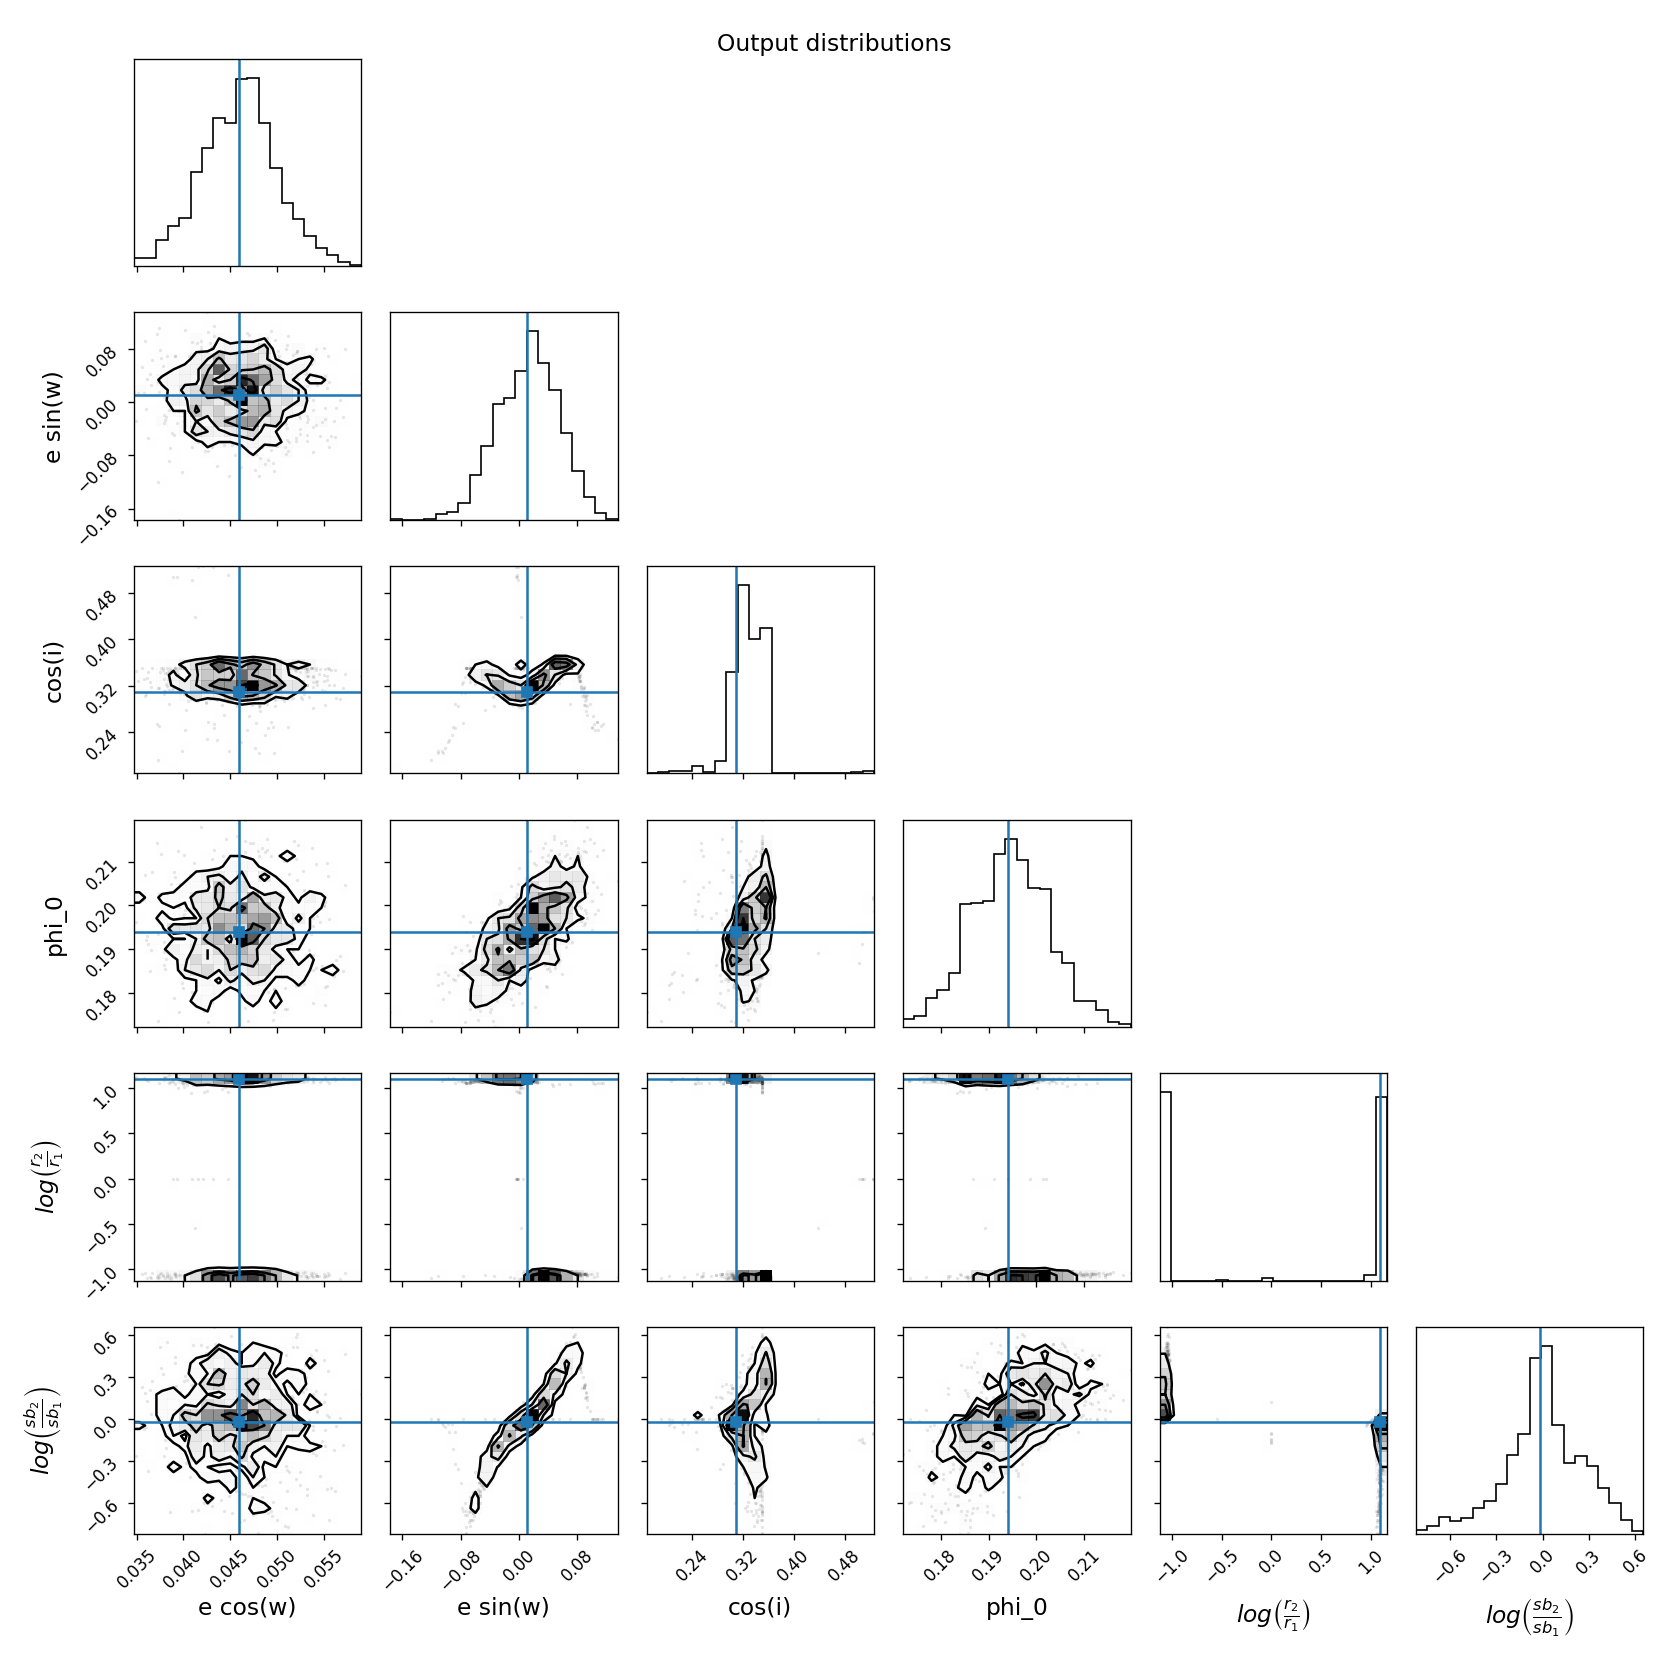 Output distributions
e sin(w)
0.08
0.00
−0.08
−0.16
cos(i)
0.48
0.40
0.32
0.24
phi_0
0.21
0.20
0.19
0.18
log(r₂/r₁)
1.0
0.5
0.0
−0.5
−1.0
log(sb₂/sb₁)
0.6
0.3
0.0
−0.3
−0.6
0.035 0.040 0.045 0.050 0.055
−0.16 −0.08 0.00 0.08
0.24 0.32 0.40 0.48
0.18 0.19 0.20 0.21
−1.0 −0.5 0.0 0.5 1.0
−0.6 −0.3 0.0 0.3 0.6
e cos(w)
e sin(w)
cos(i)
phi_0
log(r₂/r₁)
log(sb₂/sb₁)